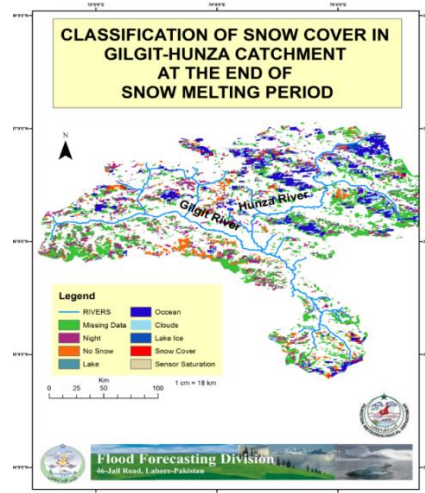 CLASSIFICATION OF SNOW COVER IN
GILGIT-HUNZA CATCHMENT
AT THE END OF
SNOW MELTING PERIOD
N
Hunza River
Gilgit River
Legend
RIVERS
Missing Data
Night
No Snow
Lake
Occean
Clouds
Lake Ice
Snow Cover
Sensor Saturation
Km
0 25 50 100
1 cm = 18 km
Flood Forecasting Division
46-Jail Road, Lahore-Pakistan